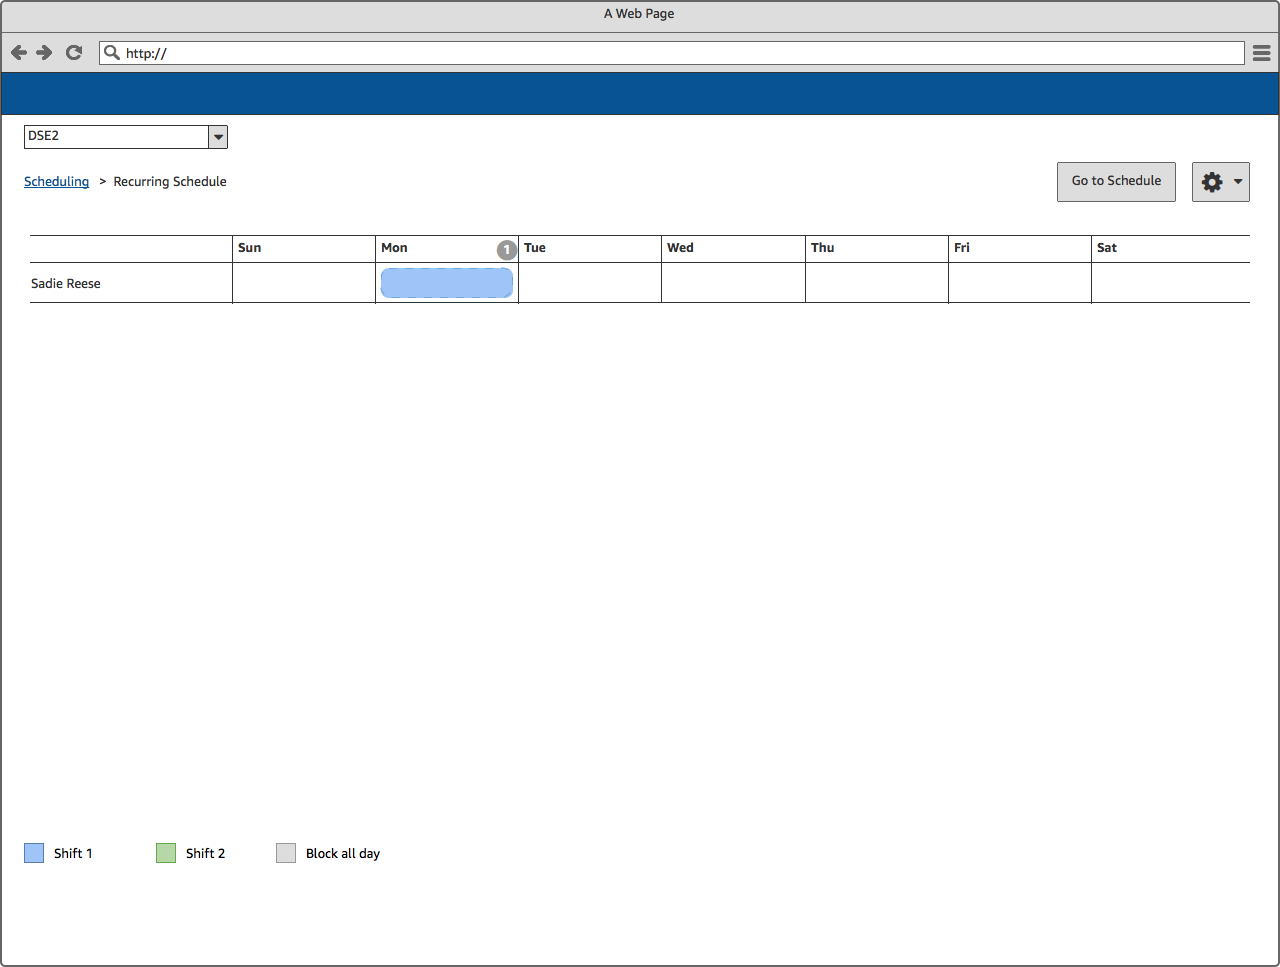 A Web Page
http://
DSE2
Scheduling > Recurring Schedule
Go to Schedule
Sun Mon 1 Tue Wed Thu Fri Sat
Sadie Reese
Shift 1 Shift 2 Block all day